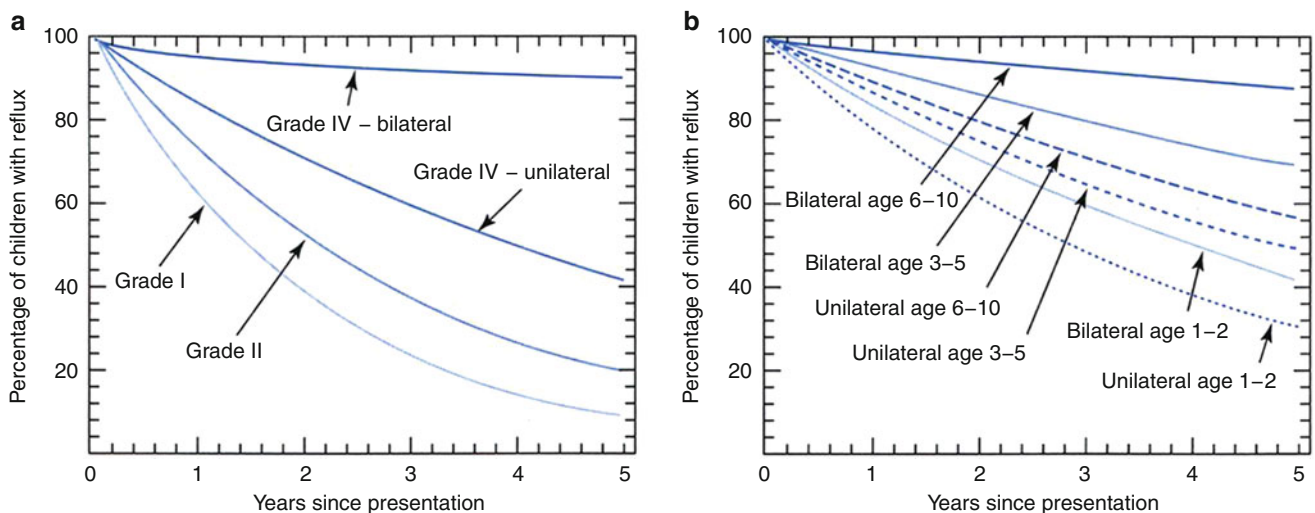 a
Percentage of children with reflux
100
80
60
40
20
0
1
2
3
4
5
Years since presentation
Grade IV – bilateral
Grade IV – unilateral
Grade I
Grade II
b
Percentage of children with reflux
100
80
60
40
20
0
1
2
3
4
5
Years since presentation
Bilateral age 6–10
Bilateral age 3–5
Unilateral age 6–10
Unilateral age 3–5
Bilateral age 1–2
Unilateral age 1–2